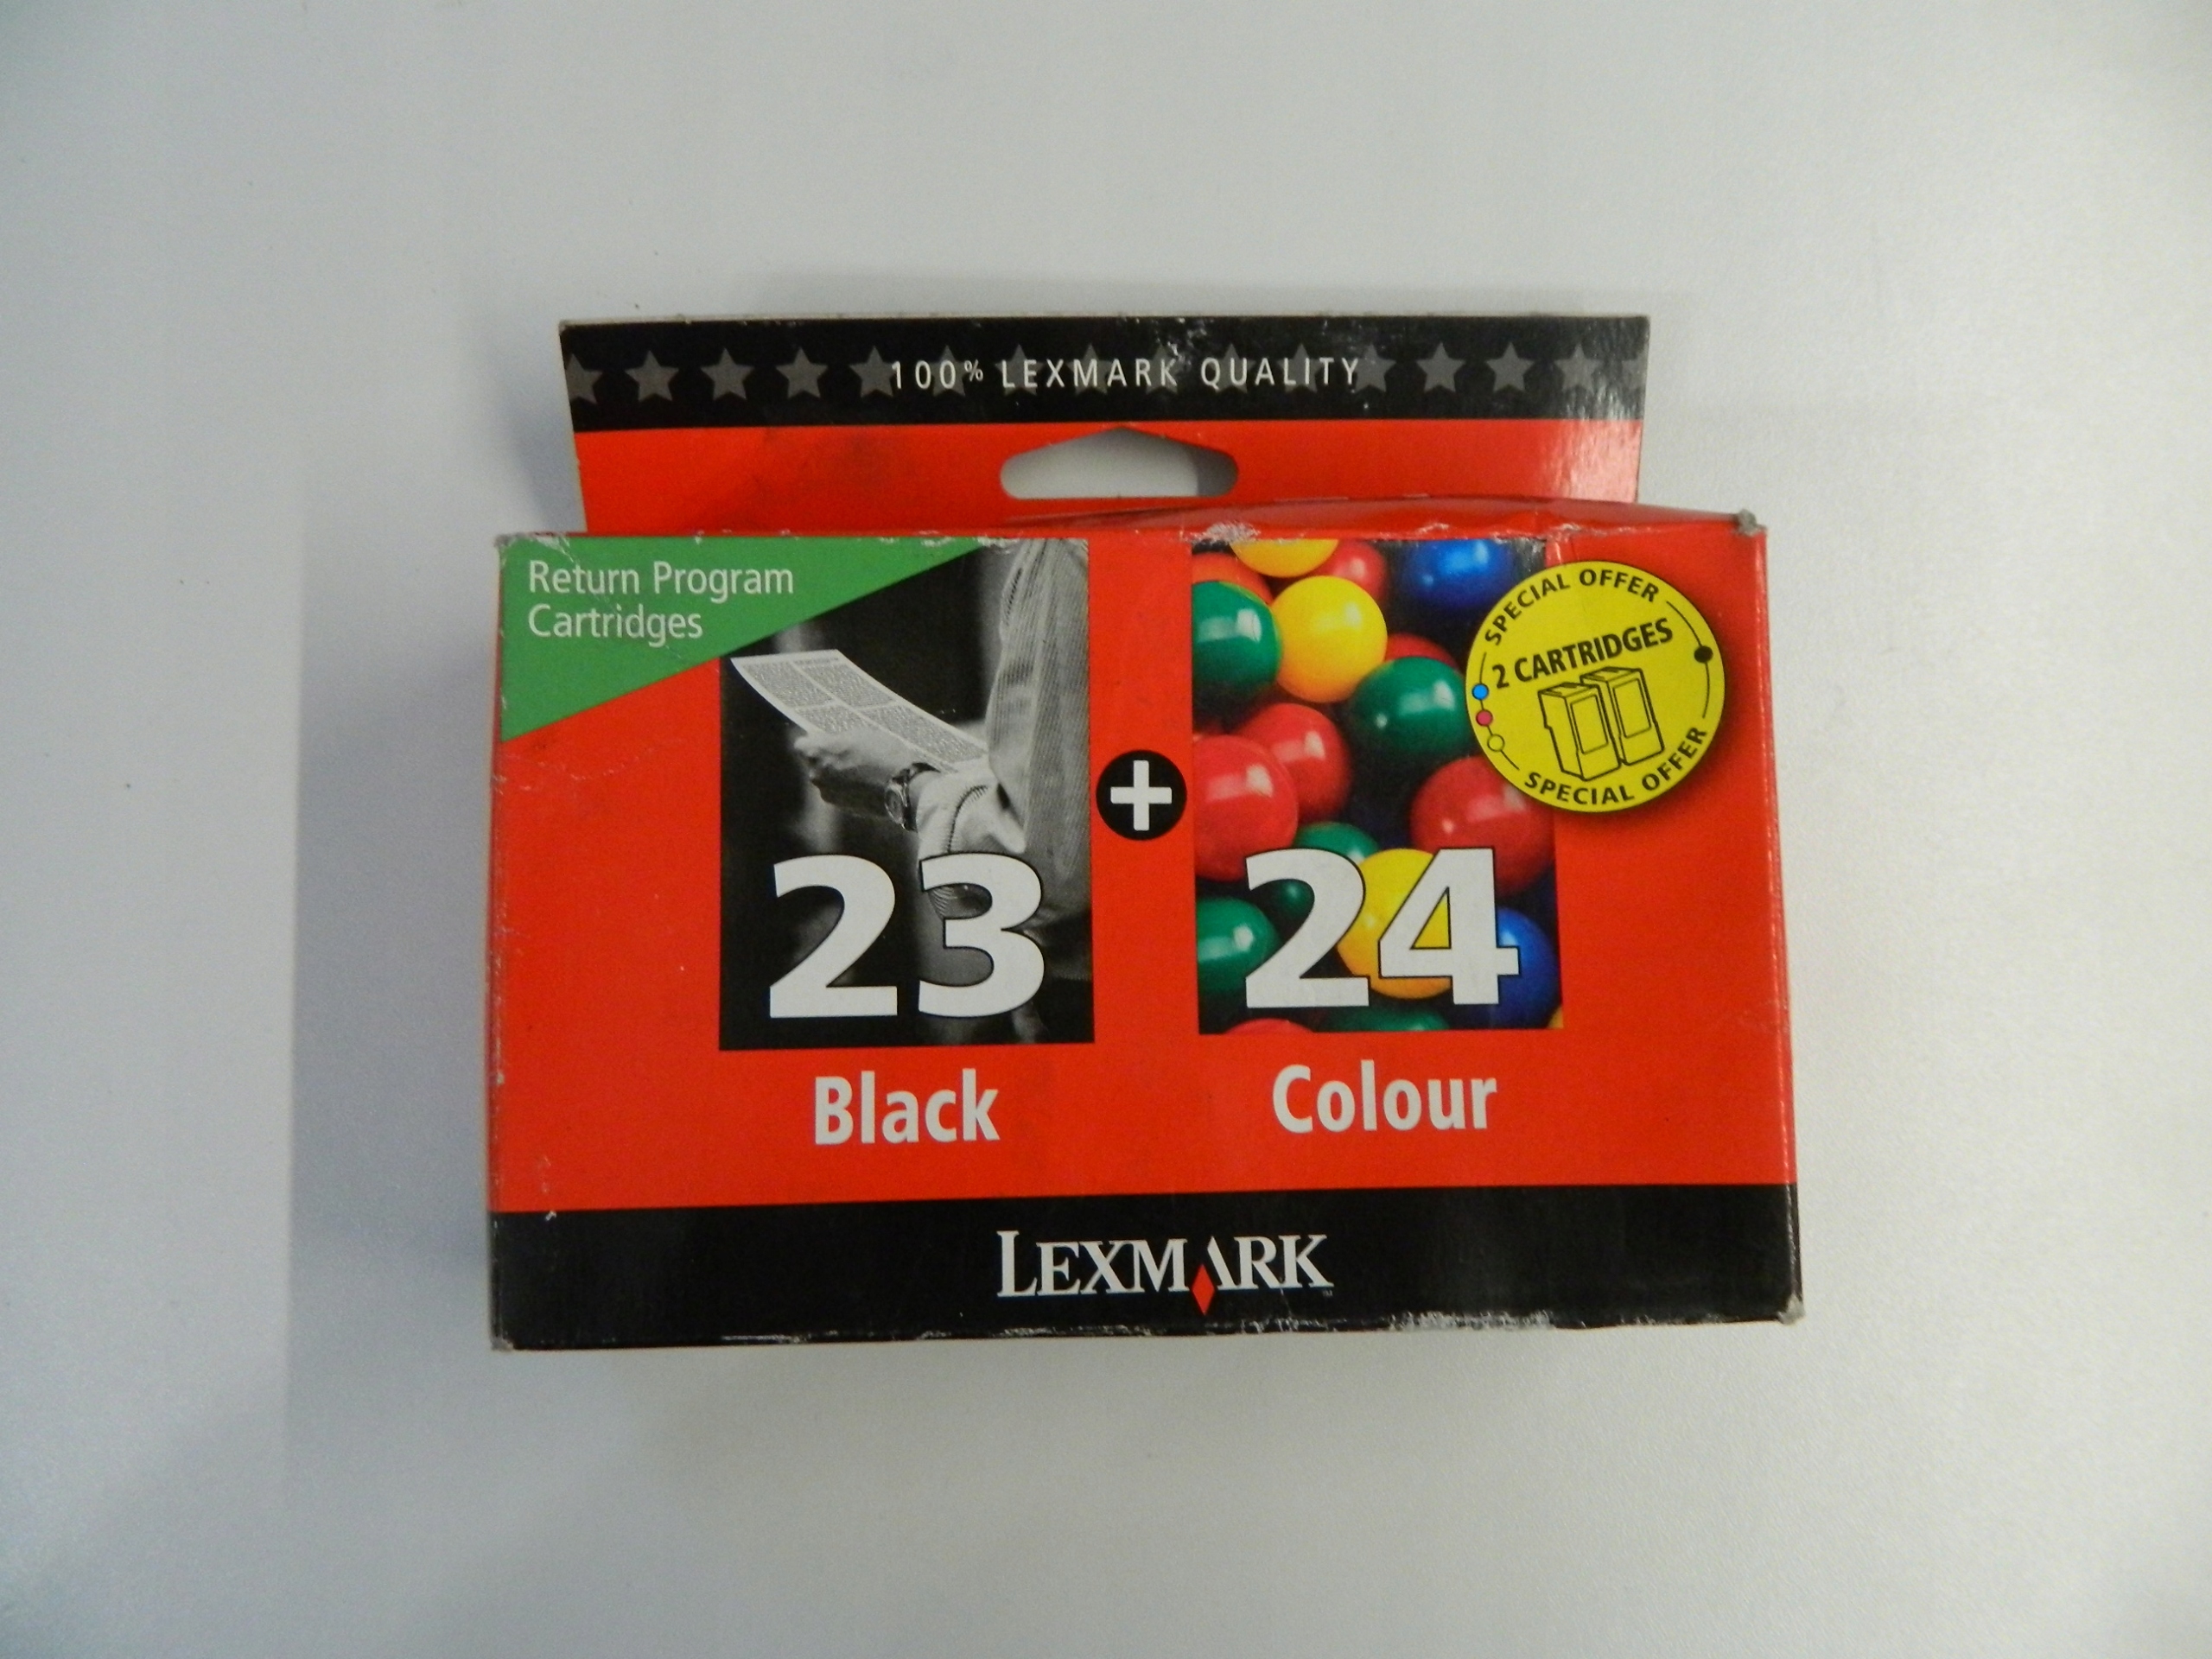 100% LEXMARK QUALITY
Return Program
Cartridges
SPECIAL OFFER
2 CARTRIDGES
SPECIAL OFFER
+
23
24
Black
Colour
LEXMARK